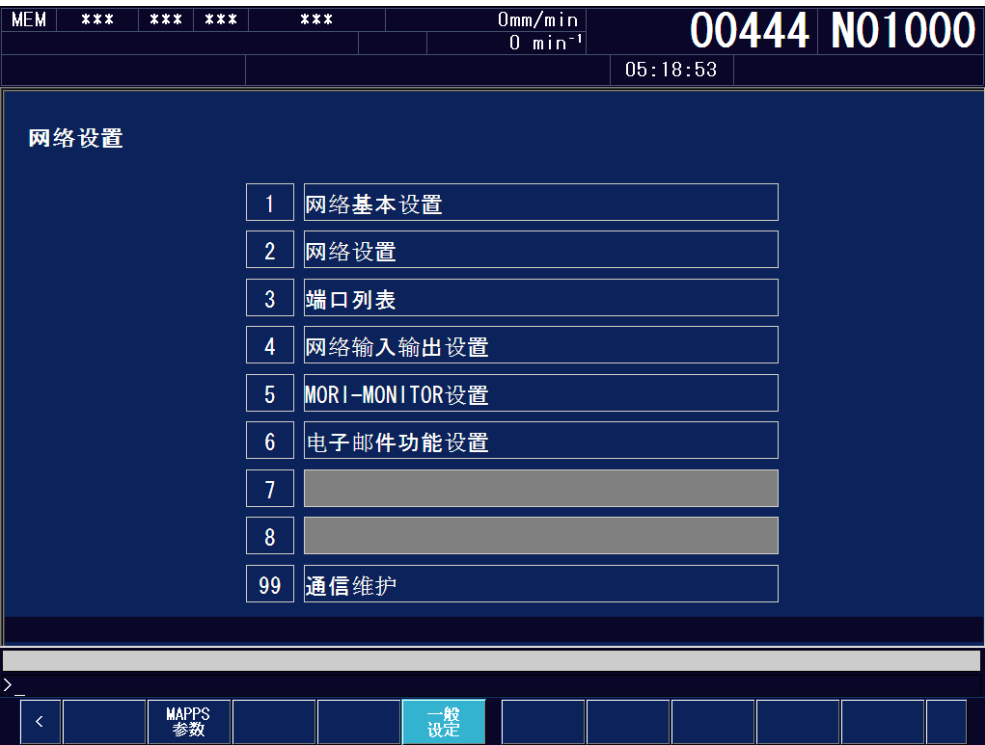 MEM *** *** *** *** 0mm/min 00444 N01000
0 min⁻¹
05:18:53
网络设置
1 网络基本设置
2 网络设置
3 端口列表
4 网络输入输出设置
5 MORI-MONITOR设置
6 电子邮件功能设置
7
8
99 通信维护
>_
< MAPPS 一般
参数 设定